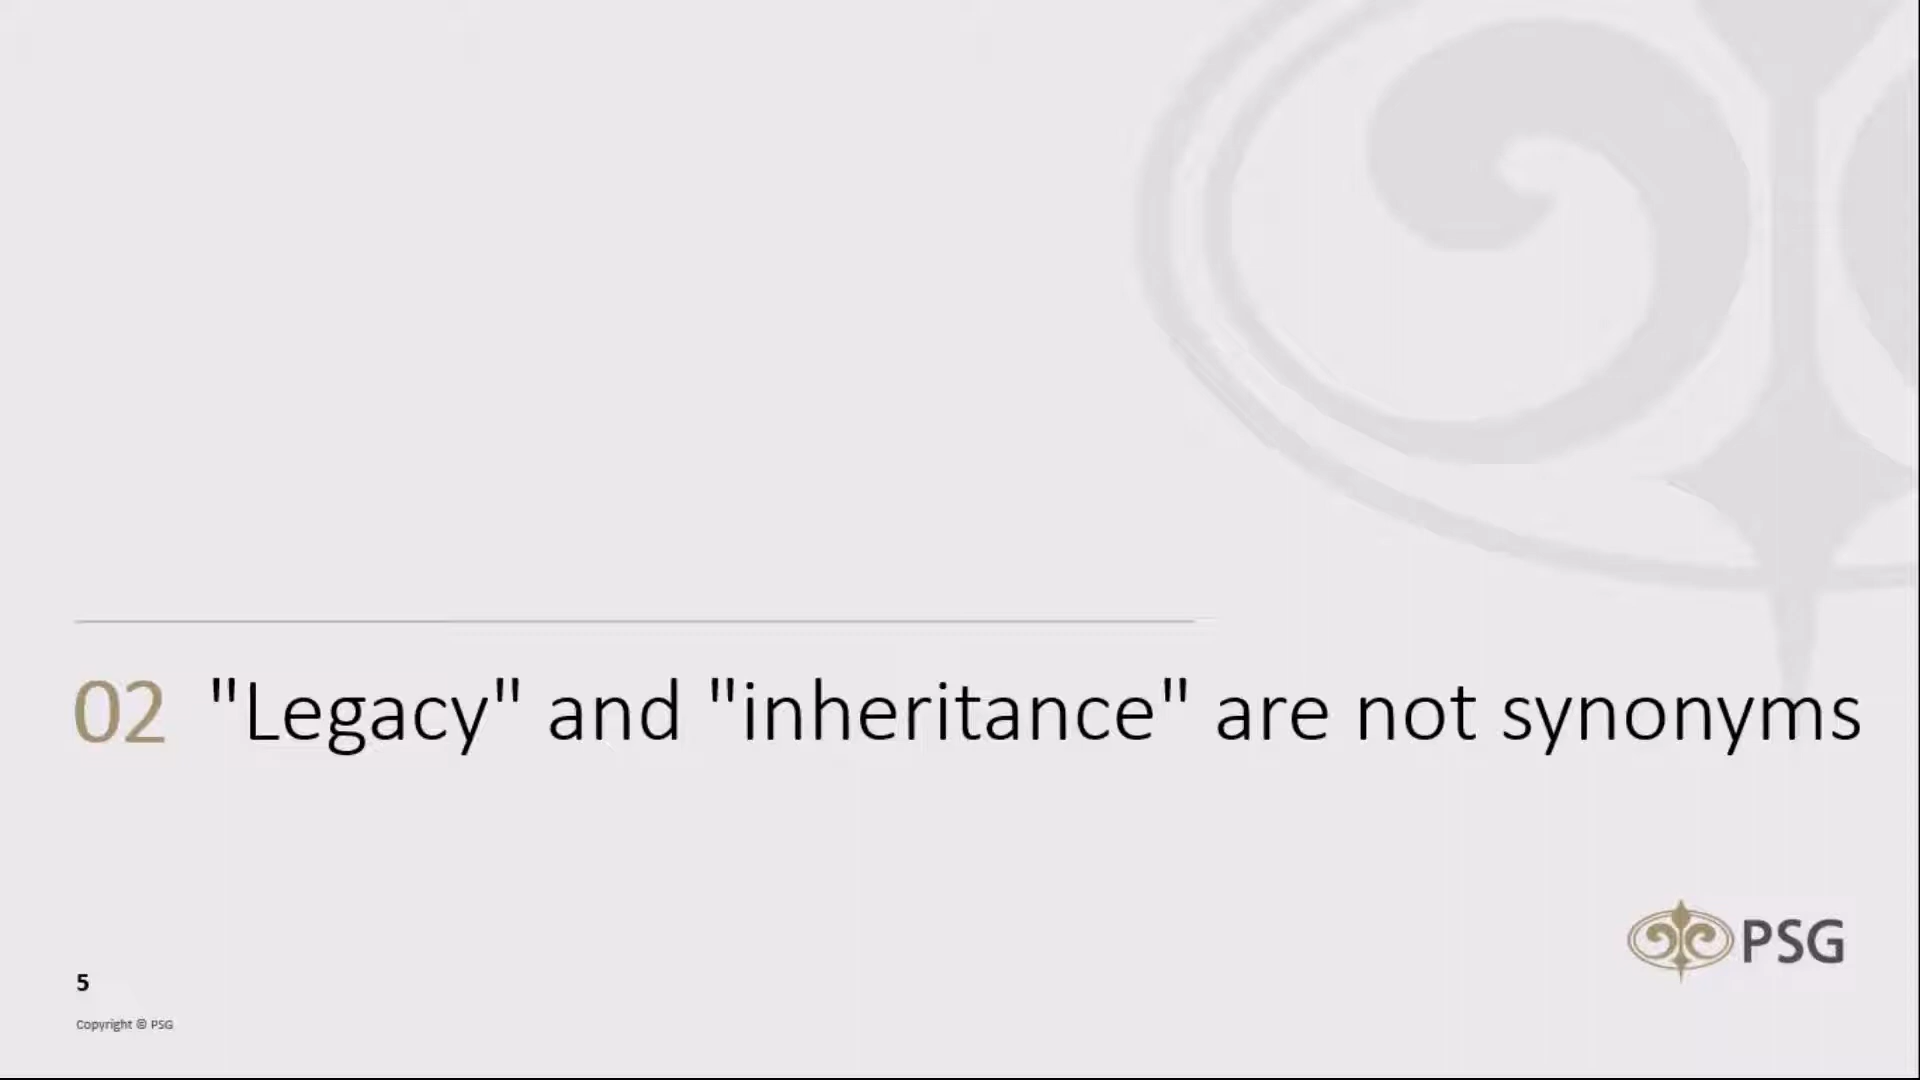 02 "Legacy" and "inheritance" are not synonyms
PSG
5
Copyright © PSG